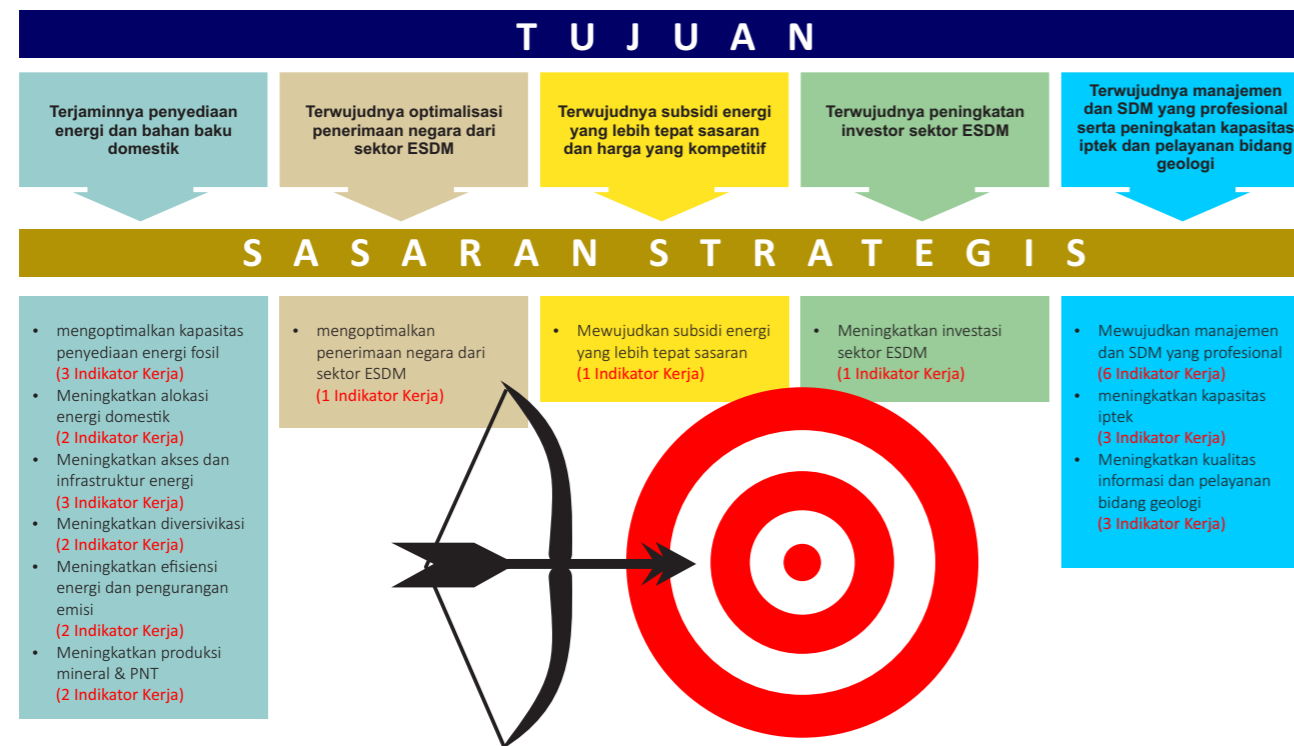 TUJUAN
Terjaminnya penyediaan
energi dan bahan baku
domestik
Terwujudnya optimalisasi
penerimaan negara dari
sektor ESDM
Terwujudnya subsidi energi
yang lebih tepat sasaran
dan harga yang kompetitif
Terwujudnya peningkatan
investor sektor ESDM
Terwujudnya manajemen
dan SDM yang profesional
serta peningkatan kapasitas
iptek dan pelayanan bidang
geologi
SASARAN STRATEGIS
• mengoptimalkan kapasitas
penyediaan energi fosil
(3 Indikator Kerja)
• Meningkatkan alokasi
energi domestik
(2 Indikator Kerja)
• Meningkatkan akses dan
infrastruktur energi
(3 Indikator Kerja)
• Meningkatkan diversivikasi
(2 Indikator Kerja)
• Meningkatkan efisiensi
energi dan pengurangan
emisi
(2 Indikator Kerja)
• Meningkatkan produksi
mineral & PNT
(2 Indikator Kerja)
• mengoptimalkan
penerimaan negara dari
sektor ESDM
(1 Indikator Kerja)
• Mewujudkan subsidi energi
yang lebih tepat sasaran
(1 Indikator Kerja)
• Meningkatkan investasi
sektor ESDM
(1 Indikator Kerja)
• Mewujudkan manajemen
dan SDM yang profesional
(6 Indikator Kerja)
• meningkatkan kapasitas
iptek
(3 Indikator Kerja)
• Meningkatkan kualitas
informasi dan pelayanan
bidang geologi
(3 Indikator Kerja)